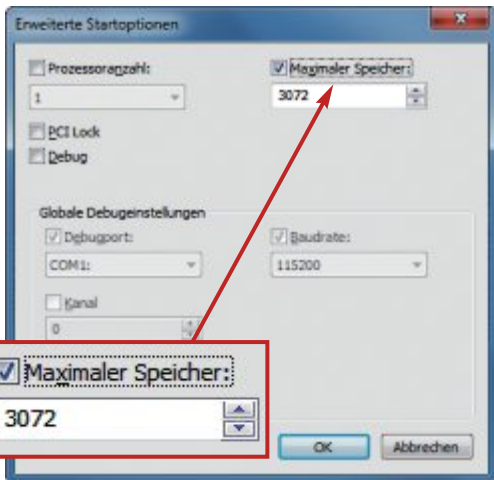 Erweiterte Startoptionen
Prozessoranzahl:
Maximaler Speicher:
1
3072
PCI Lock
Debug
Globale Debugeinstellungen
Debugport:
Baudrate:
COM1:
115200
Kanal
0
Maximaler Speicher:
3072
OK
Abbrechen